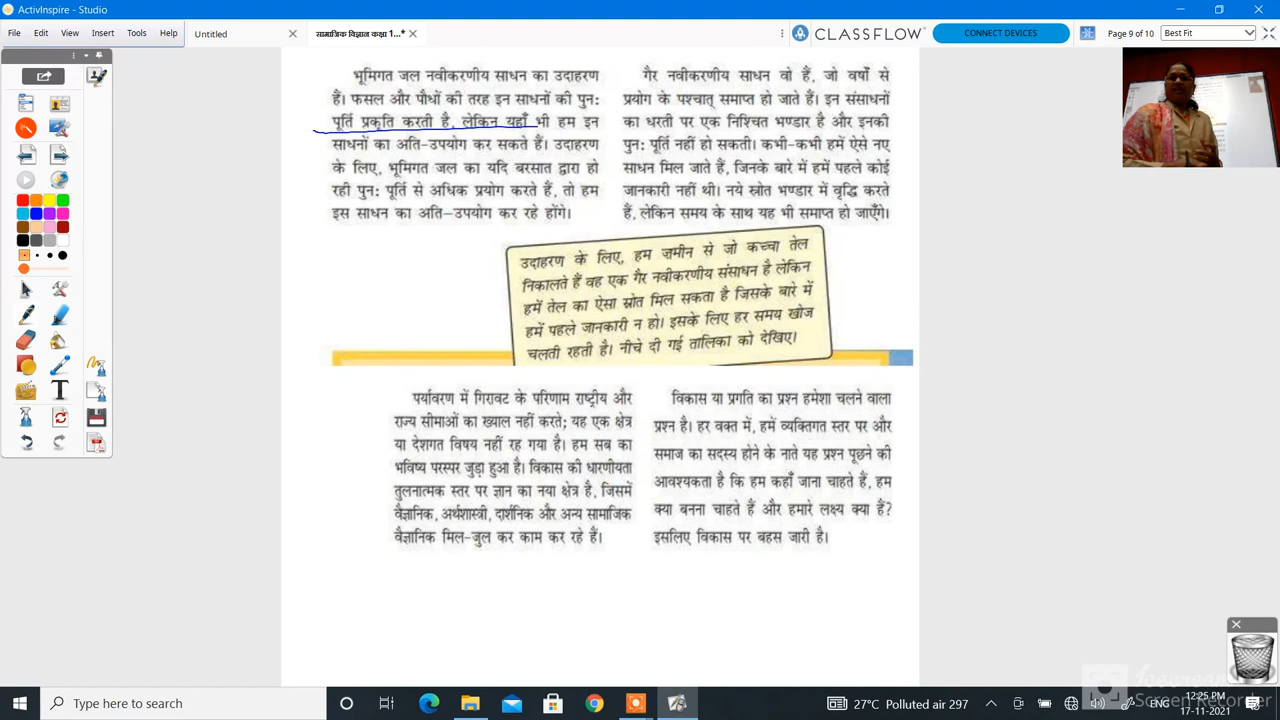 ActivInspire - Studio
File Edit View Insert Tools Help
Untitled
सामाजिक विज्ञान कक्षा 1...*
CLASSFLOW
CONNECT DEVICES
Page 9 of 10
Best Fit
भूमिगत जल नवीकरणीय साधन का उदाहरण
हैं। फसल और पौधों की तरह इन साधनों की पुन:
पूर्ति प्रकृति करती है, लेकिन यहाँ भी हम इन
साधनों का अति-उपयोग कर सकते हैं। उदाहरण
के लिए, भूमिगत जल का यदि बरसात द्वारा हो
रही पुन: पूर्ति से अधिक प्रयोग करते हैं, तो हम
इस साधन का अति-उपयोग कर रहे होंगे।
गैर नवीकरणीय साधन वो हैं, जो वर्षों से
प्रयोग के पश्चात् समाप्त हो जाते हैं। इन संसाधनों
का धरती पर एक निश्चित भण्डार है और इनकी
पुन: पूर्ति नहीं हो सकती। कभी-कभी हमें ऐसे नए
साधन मिल जाते हैं, जिनके बारे में हमें पहले कोई
जानकारी नहीं थी। नये स्रोत भण्डार में वृद्धि करते
हैं, लेकिन समय के साथ यह भी समाप्त हो जाएँगे।
उदाहरण के लिए, हम ज़मीन से जो कच्चा तेल
निकालते हैं वह एक गैर नवीकरणीय संसाधन है लेकिन
हमें तेल का ऐसा स्रोत मिल सकता है जिसके बारे में
हमें पहले जानकारी न हो। इसके लिए हर समय खोज
चलती रहती है। नीचे दी गई तालिका को देखिए।
पर्यावरण में गिरावट के परिणाम राष्ट्रीय और
राज्य सीमाओं का ख्याल नहीं करते; यह एक क्षेत्र
या देशगत विषय नहीं रह गया है। हम सब का
भविष्य परस्पर जुड़ा हुआ है। विकास की धारणीयता
तुलनात्मक स्तर पर ज्ञान का नया क्षेत्र है, जिसमें
वैज्ञानिक, अर्थशास्त्री, दार्शनिक और अन्य सामाजिक
वैज्ञानिक मिल-जुल कर काम कर रहे हैं।
विकास या प्रगति का प्रश्न हमेशा चलने वाला
प्रश्न है। हर वक्त में, हमें व्यक्तिगत स्तर पर और
समाज का सदस्य होने के नाते यह प्रश्न पूछने की
आवश्यकता है कि हम कहाँ जाना चाहते हैं, हम
क्या बनना चाहते हैं और हमारे लक्ष्य क्या हैं?
इसलिए विकास पर बहस जारी है।
Type here to search
27°C Polluted air 297
ENG
12:25 PM
17-11-2021
Screen Recorder